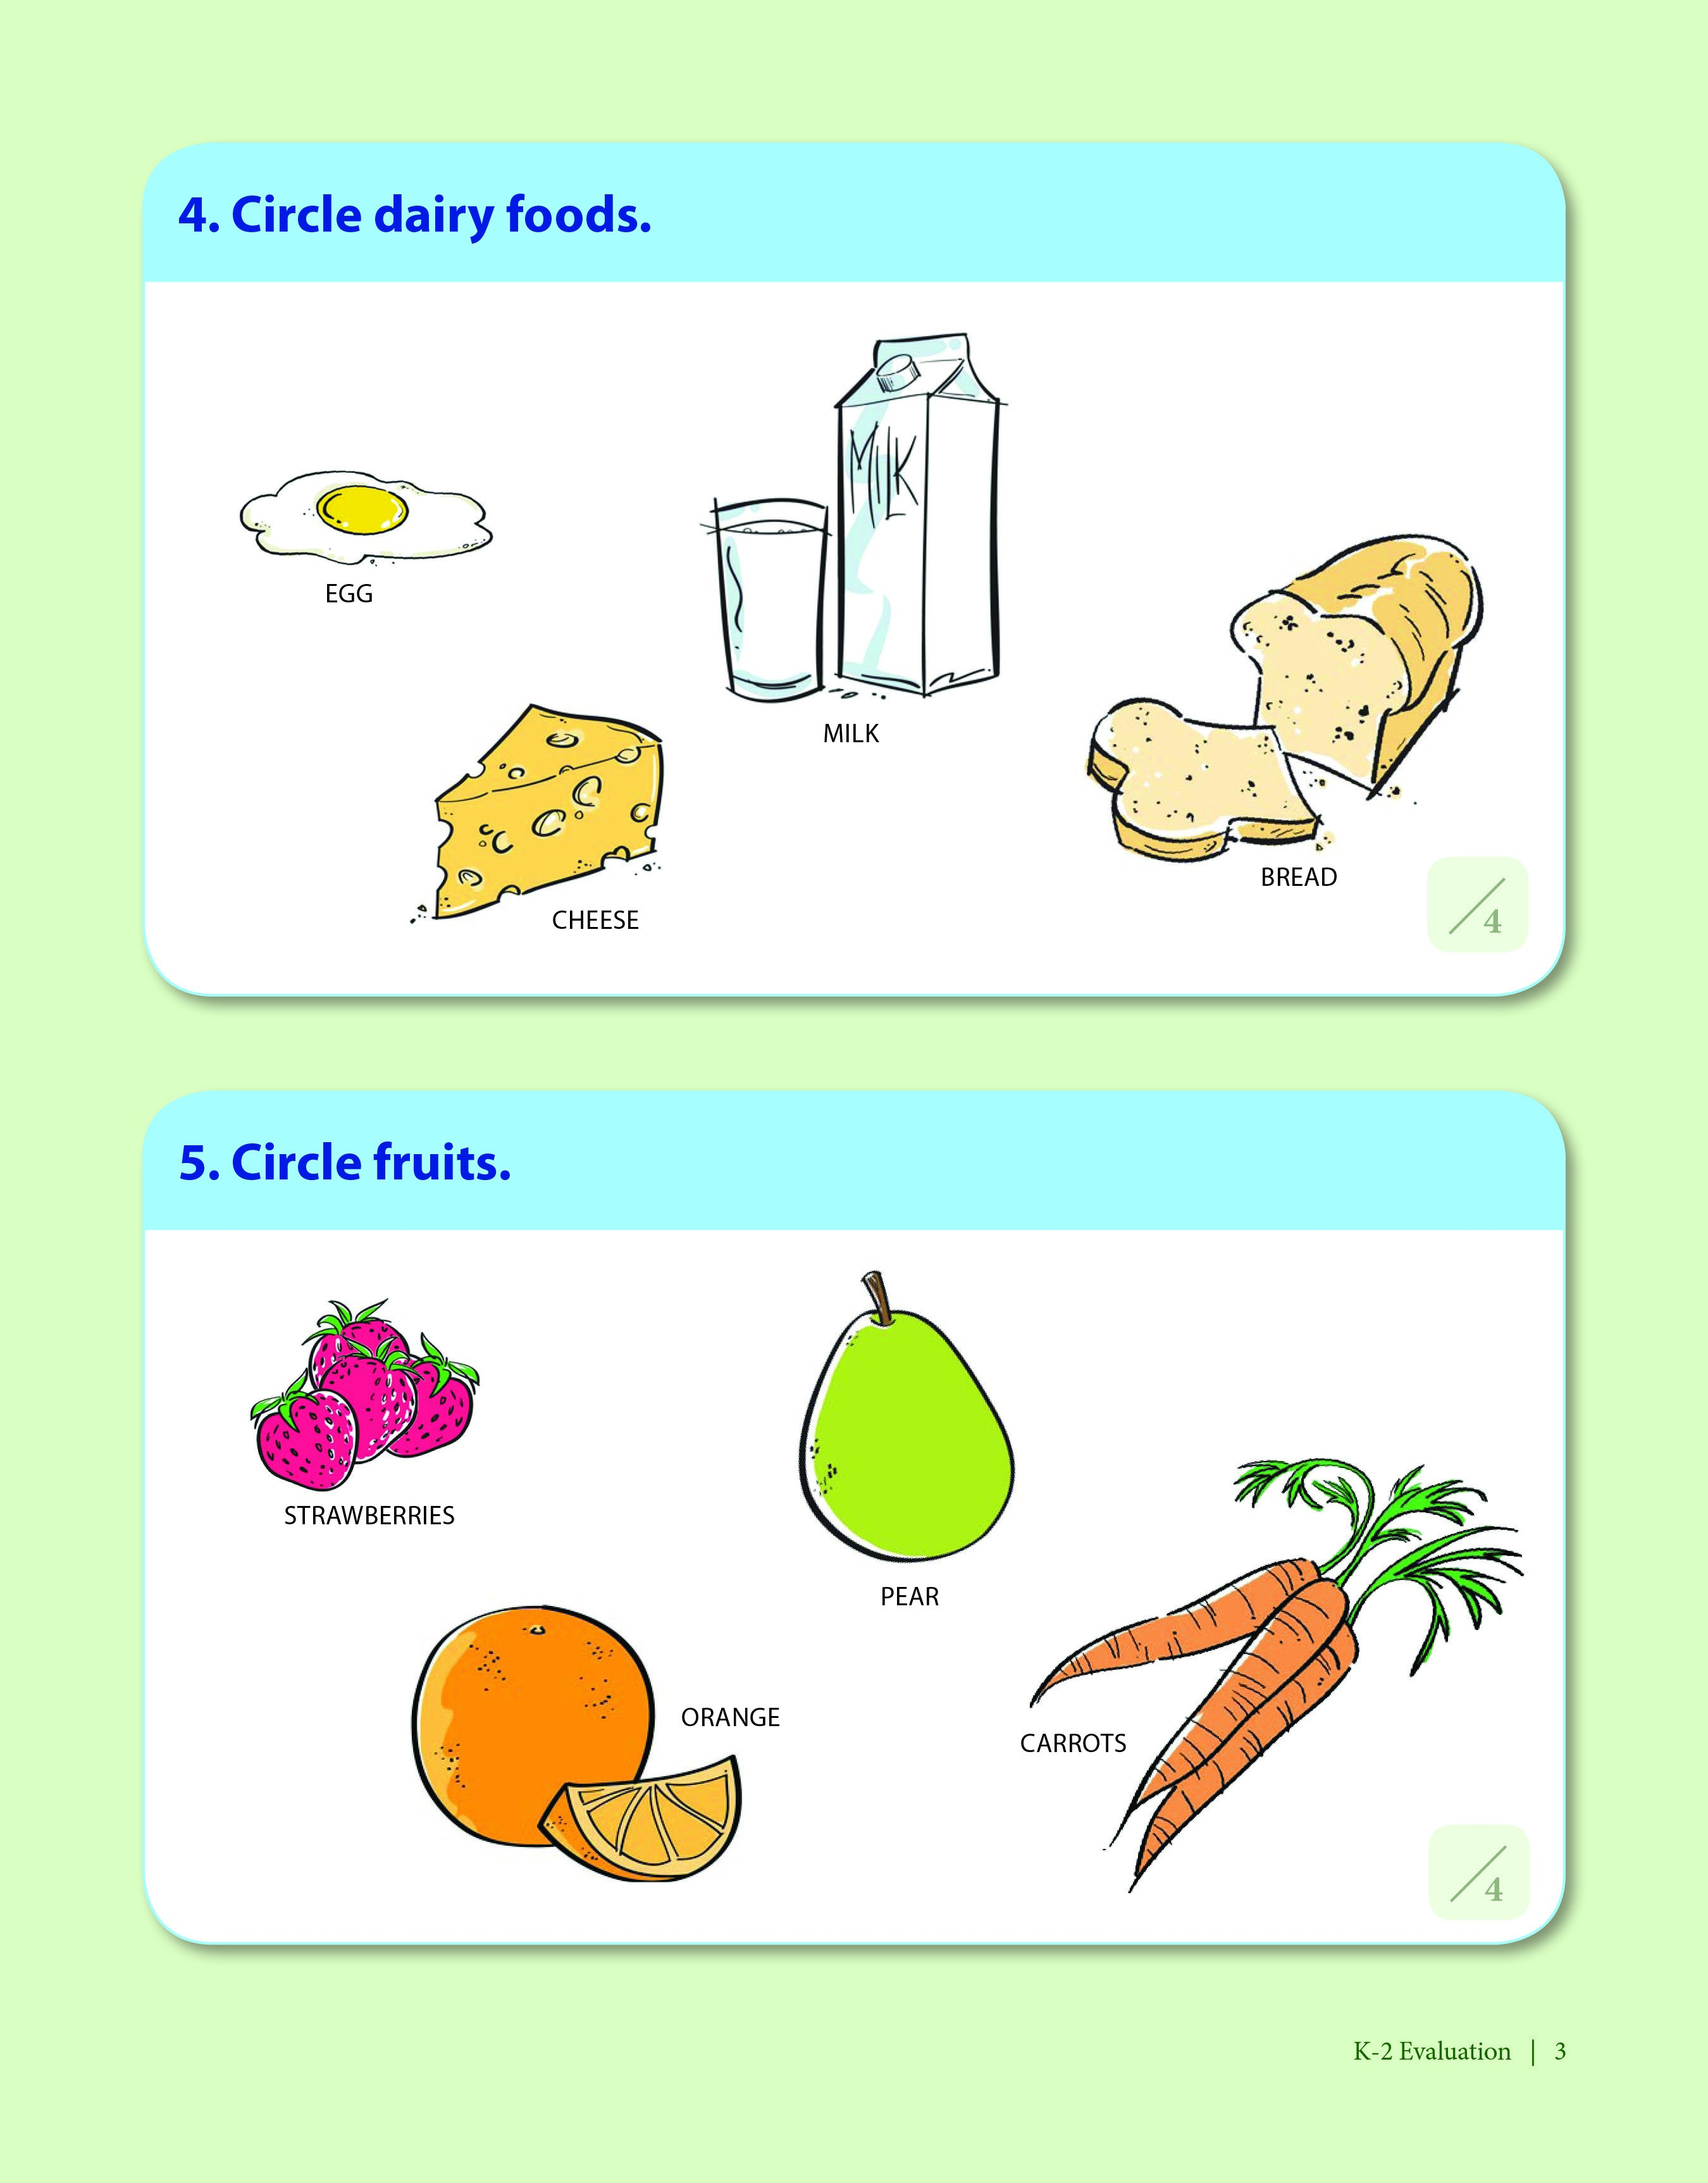 4. Circle dairy foods.
MILK
EGG
MILK
BREAD
CHEESE
/4
5. Circle fruits.
STRAWBERRIES
PEAR
ORANGE
CARROTS
/4
K-2 Evaluation | 3